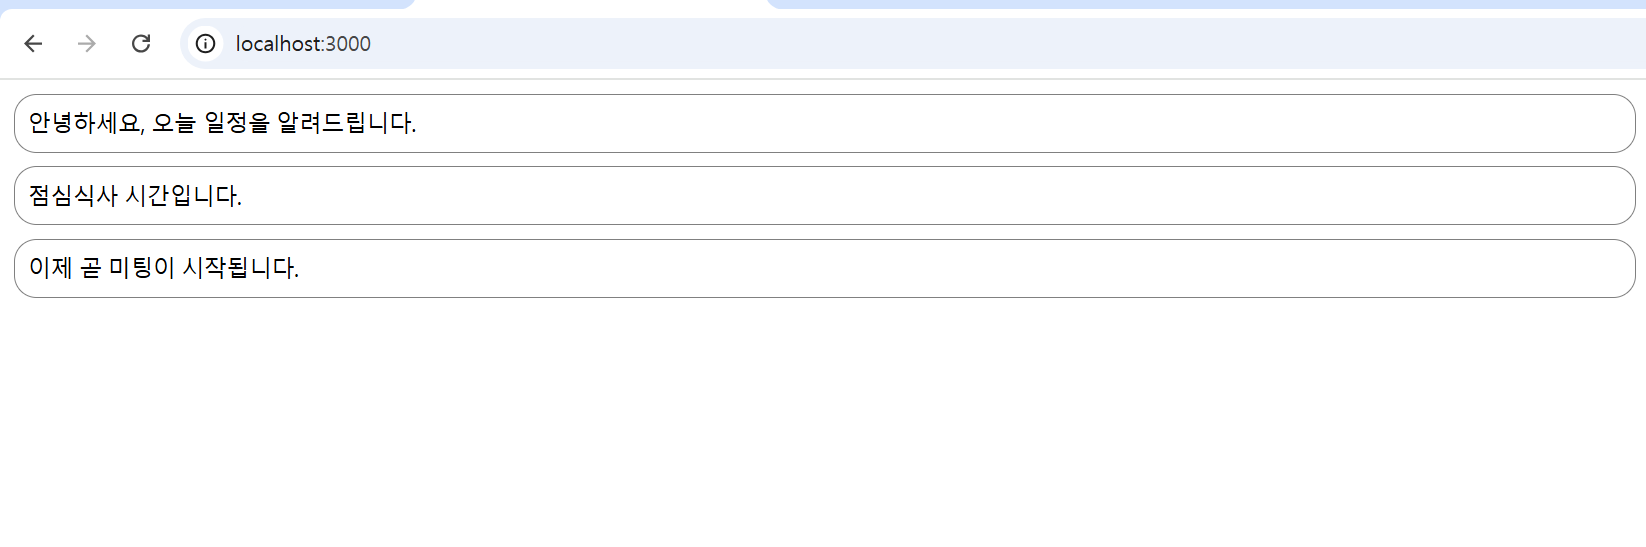 localhost:3000
안녕하세요, 오늘 일정을 알려드립니다.
점심식사 시간입니다.
이제 곧 미팅이 시작됩니다.